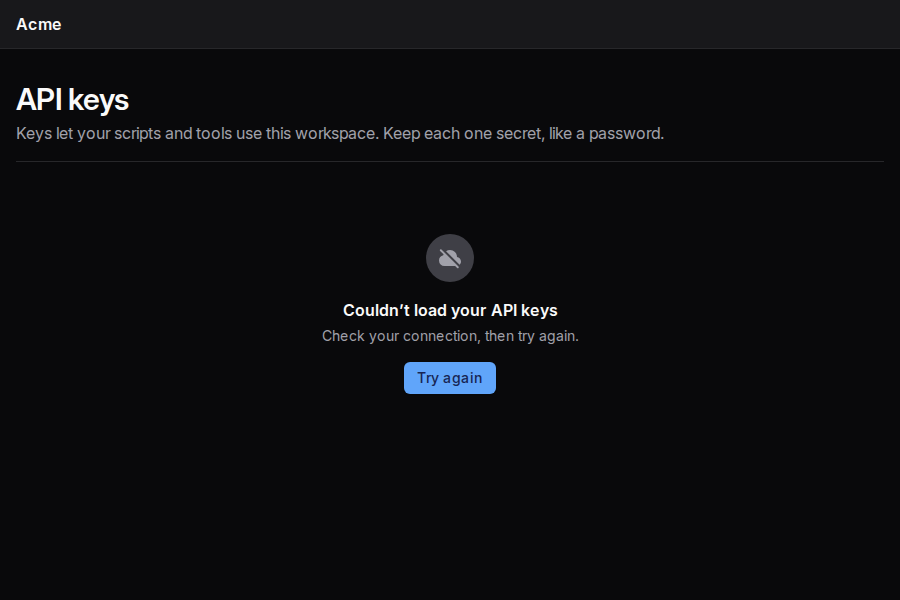 Acme
API keys
Keys let your scripts and tools use this workspace. Keep each one secret, like a password.
Couldn’t load your API keys
Check your connection, then try again.
Try again